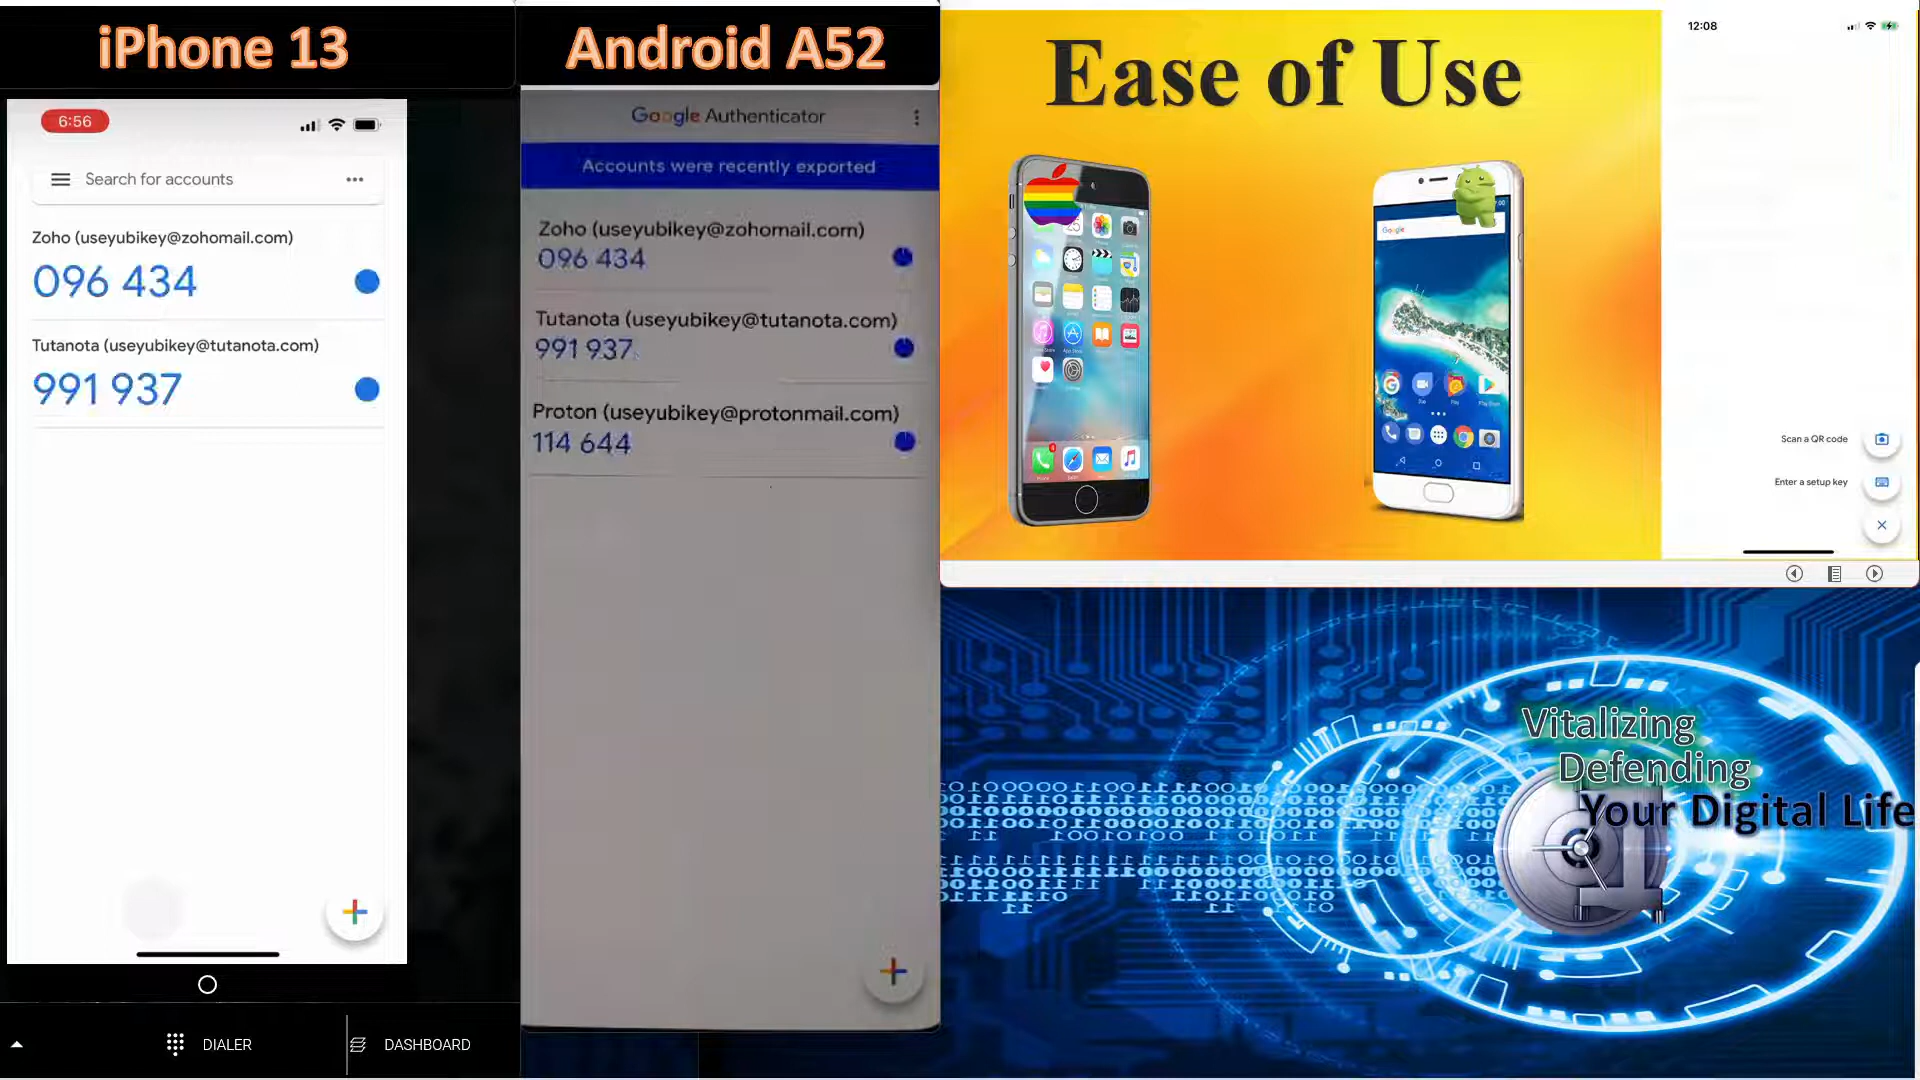 iPhone 13
6:56
Search for accounts
Zoho (useyubikey@zohomail.com)
096 434
Tutanota (useyubikey@tutanota.com)
991 937
DIALER
DASHBOARD
Android A52
Google Authenticator
Accounts were recently exported
Zoho (useyubikey@zohomail.com)
096 434
Tutanota (useyubikey@tutanota.com)
991 937
Proton (useyubikey@protonmail.com)
114 644
Ease of Use
Google
12:08
Scan a QR code
Enter a setup key
Vitalizing
Defending
Your Digital Life